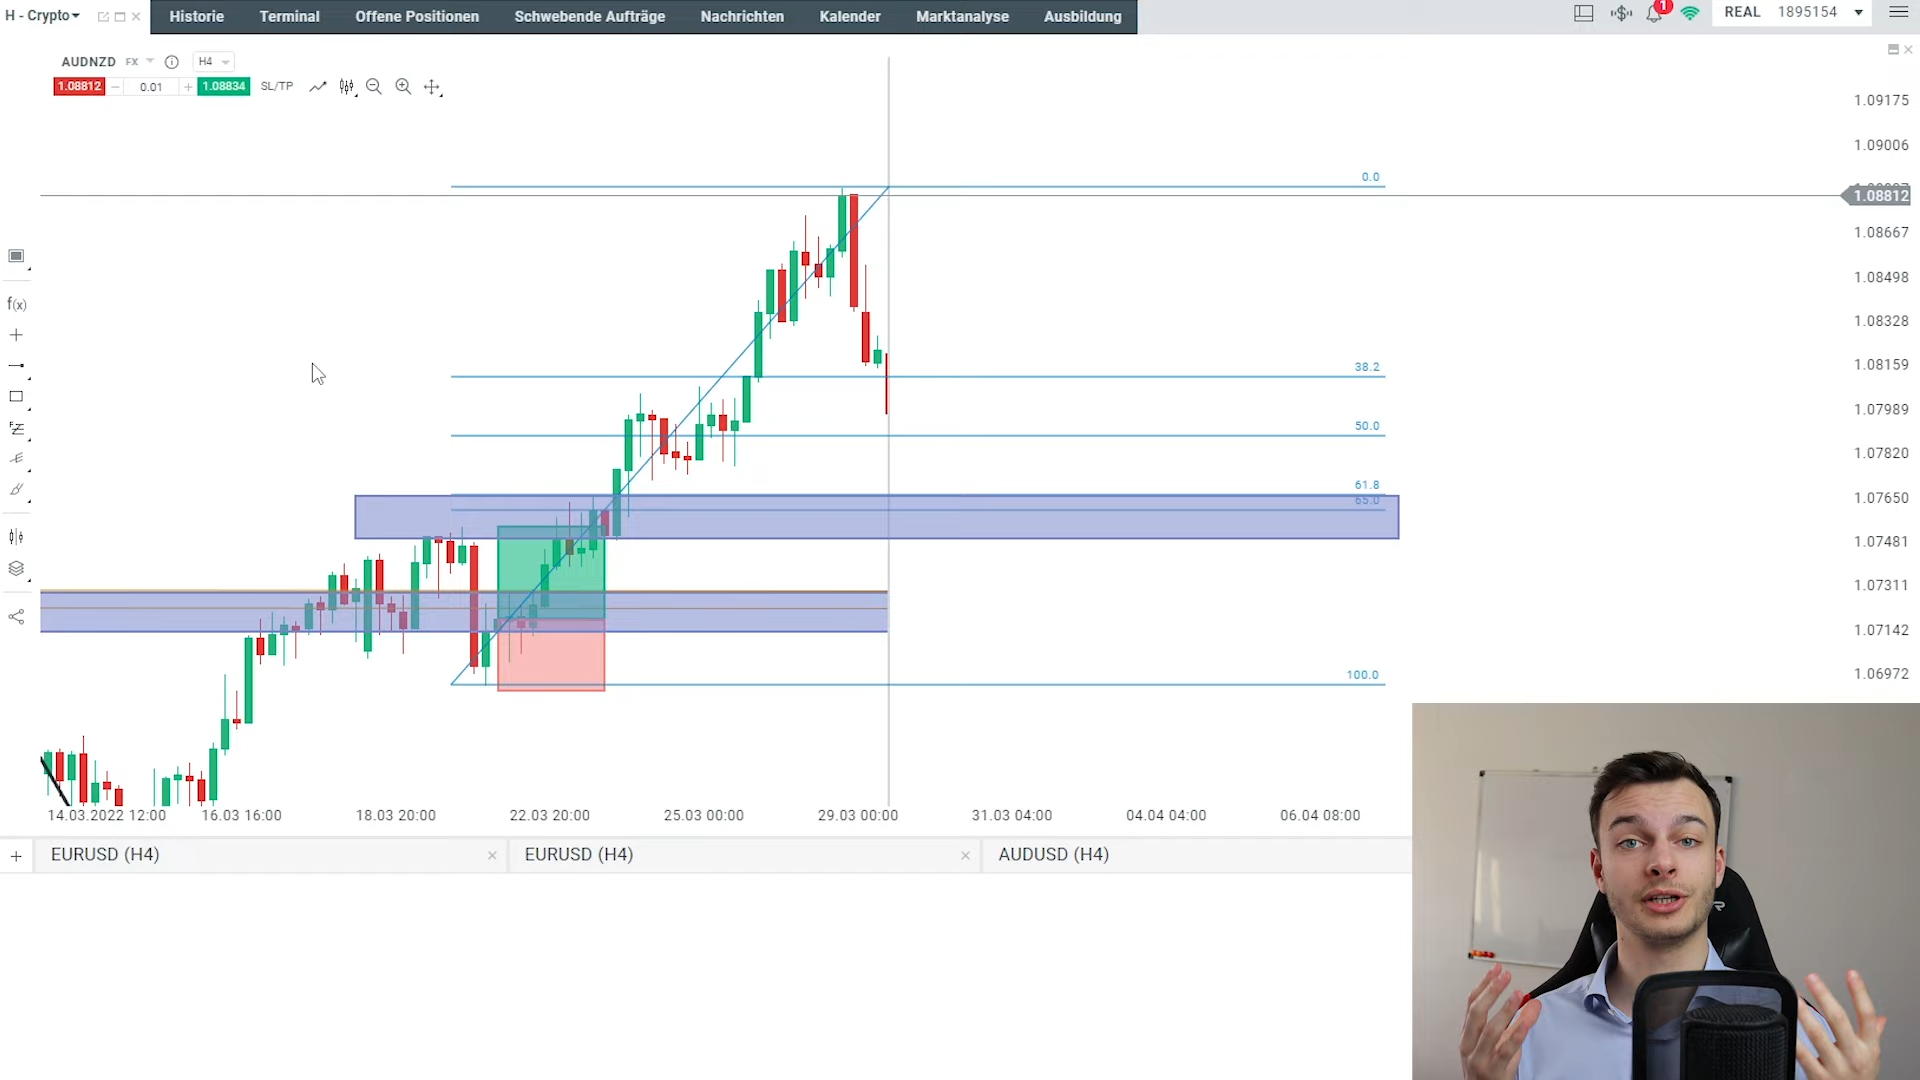 H - Crypto
Historie
Terminal
Offene Positionen
Schwebende Aufträge
Nachrichten
Kalender
Marktanalyse
Ausbildung
1
REAL 1895154
AUDNZD FX H4
1.08812 − 0.01 + 1.08834 SL/TP
1.09175
1.09006
0.0
1.08812
1.08667
1.08498
f(x)
1.08328
1.08159
38.2
1.07989
50.0
1.07820
61.8
65.0
1.07650
1.07481
1.07311
1.07142
100.0
1.06972
14.03.2022 12:00 16.03 16:00 18.03 20:00 22.03 20:00 25.03 00:00 29.03 00:00 31.03 04:00 04.04 04:00 06.04 08:00
+ EURUSD (H4) × EURUSD (H4) × AUDUSD (H4)